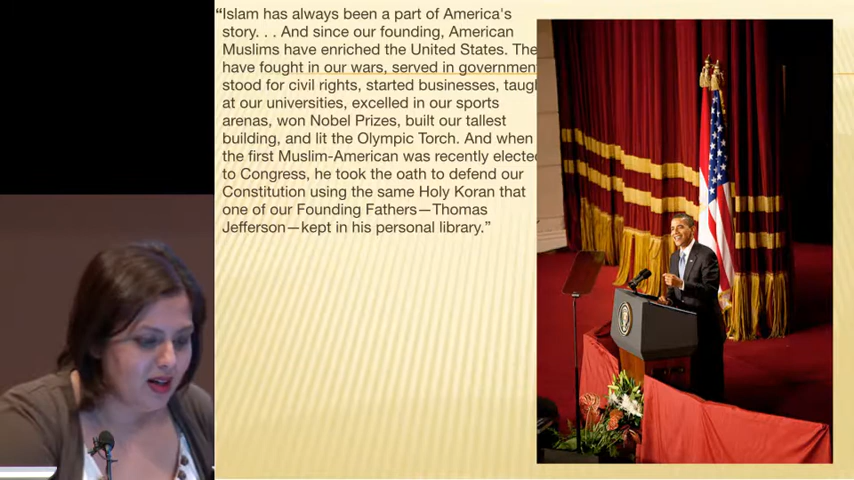 “Islam has always been a part of America's
story. . . And since our founding, American
Muslims have enriched the United States. The
have fought in our wars, served in government
stood for civil rights, started businesses, taug
at our universities, excelled in our sports
arenas, won Nobel Prizes, built our tallest
building, and lit the Olympic Torch. And when
the first Muslim-American was recently electe
to Congress, he took the oath to defend our
Constitution using the same Holy Koran that
one of our Founding Fathers—Thomas
Jefferson—kept in his personal library.”